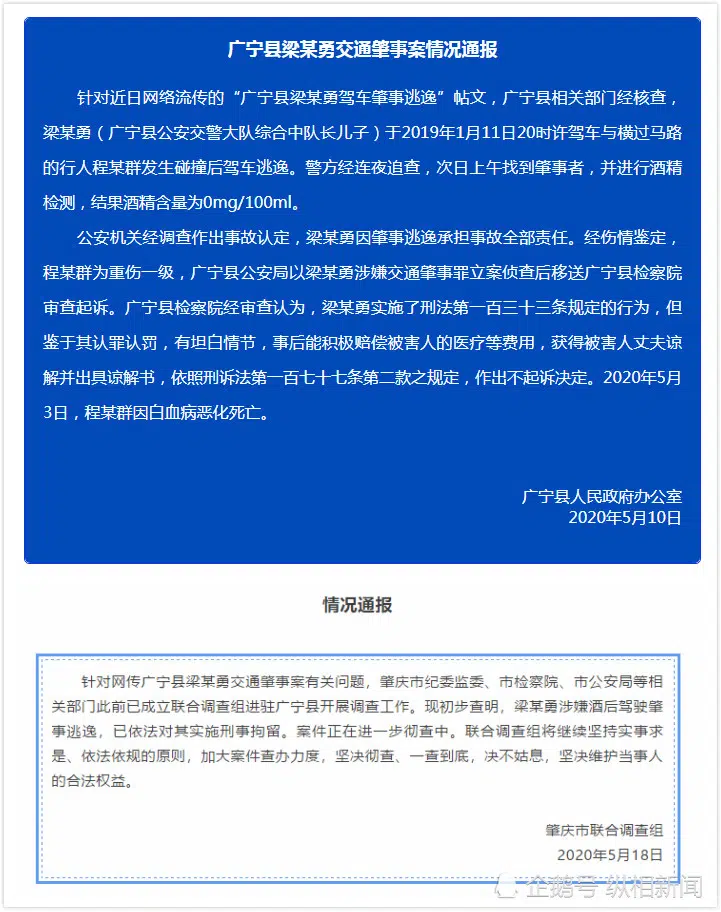 广宁县梁某勇交通肇事案情况通报
针对近日网络流传的“广宁县梁某勇驾车肇事逃逸”帖文，广宁县相关部门经核查，
梁某勇（广宁县公安交警大队综合中队长儿子）于2019年1月11日20时许驾车与横过马路
的行人程某群发生碰撞后驾车逃逸。警方经连夜追查，次日上午找到肇事者，并进行酒精
检测，结果酒精含量为0mg/100ml。
公安机关经调查作出事故认定，梁某勇因肇事逃逸承担事故全部责任。经伤情鉴定，
程某群为重伤一级，广宁县公安局以梁某勇涉嫌交通肇事罪立案侦查后移送广宁县检察院
审查起诉。广宁县检察院经审查认为，梁某勇实施了刑法第一百三十三条规定的行为，但
鉴于其认罪认罚，有坦白情节，事后能积极赔偿被害人的医疗等费用，获得被害人丈夫谅
解并出具谅解书，依照刑诉法第一百七十七条第二款之规定，作出不起诉决定。2020年5月
3日，程某群因白血病恶化死亡。
广宁县人民政府办公室
2020年5月10日
情况通报
针对网传广宁县梁某勇交通肇事案有关问题，肇庆市纪委监委、市检察院、市公安局等相
关部门此前已成立联合调查组进驻广宁县开展调查工作。现初步查明，梁某勇涉嫌酒后驾驶肇
事逃逸，已依法对其实施刑事拘留。案件正在进一步彻查中。联合调查组将继续坚持实事求
是、依法依规的原则，加大案件查办力度，坚决彻查、一查到底，决不姑息，坚决维护当事人
的合法权益。
肇庆市联合调查组
2020年5月18日
企鹅号 纵相新闻